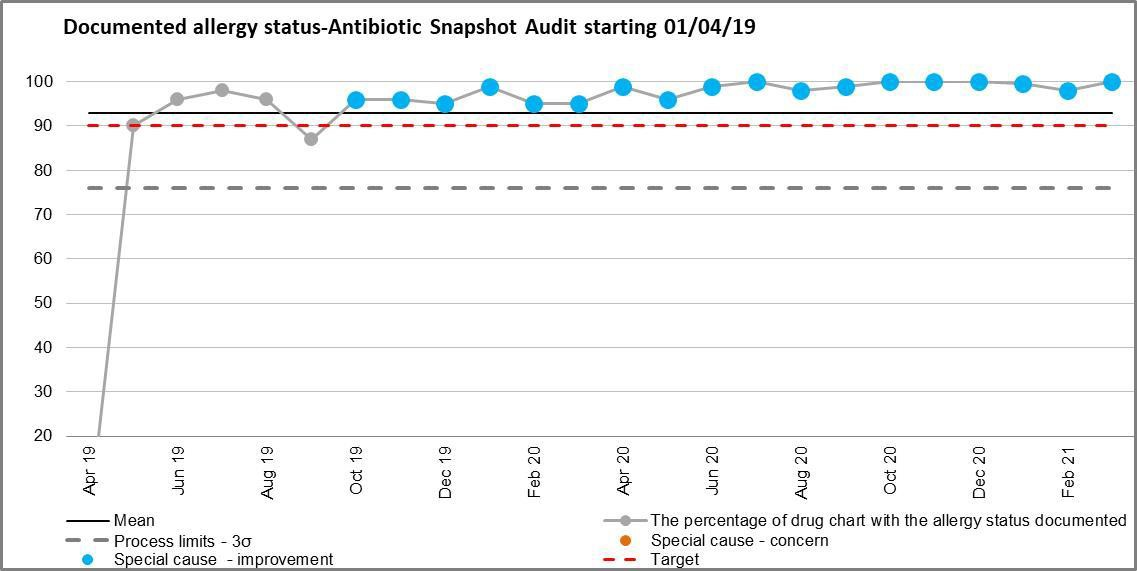 Documented allergy status-Antibiotic Snapshot Audit starting 01/04/19
100
90
80
70
60
50
40
30
20
Apr 19
Jun 19
Aug 19
Oct 19
Dec 19
Feb 20
Apr 20
Jun 20
Aug 20
Oct 20
Dec 20
Feb 21
Mean
The percentage of drug chart with the allergy status documented
Process limits - 3σ
Special cause - concern
Special cause  - improvement
Target